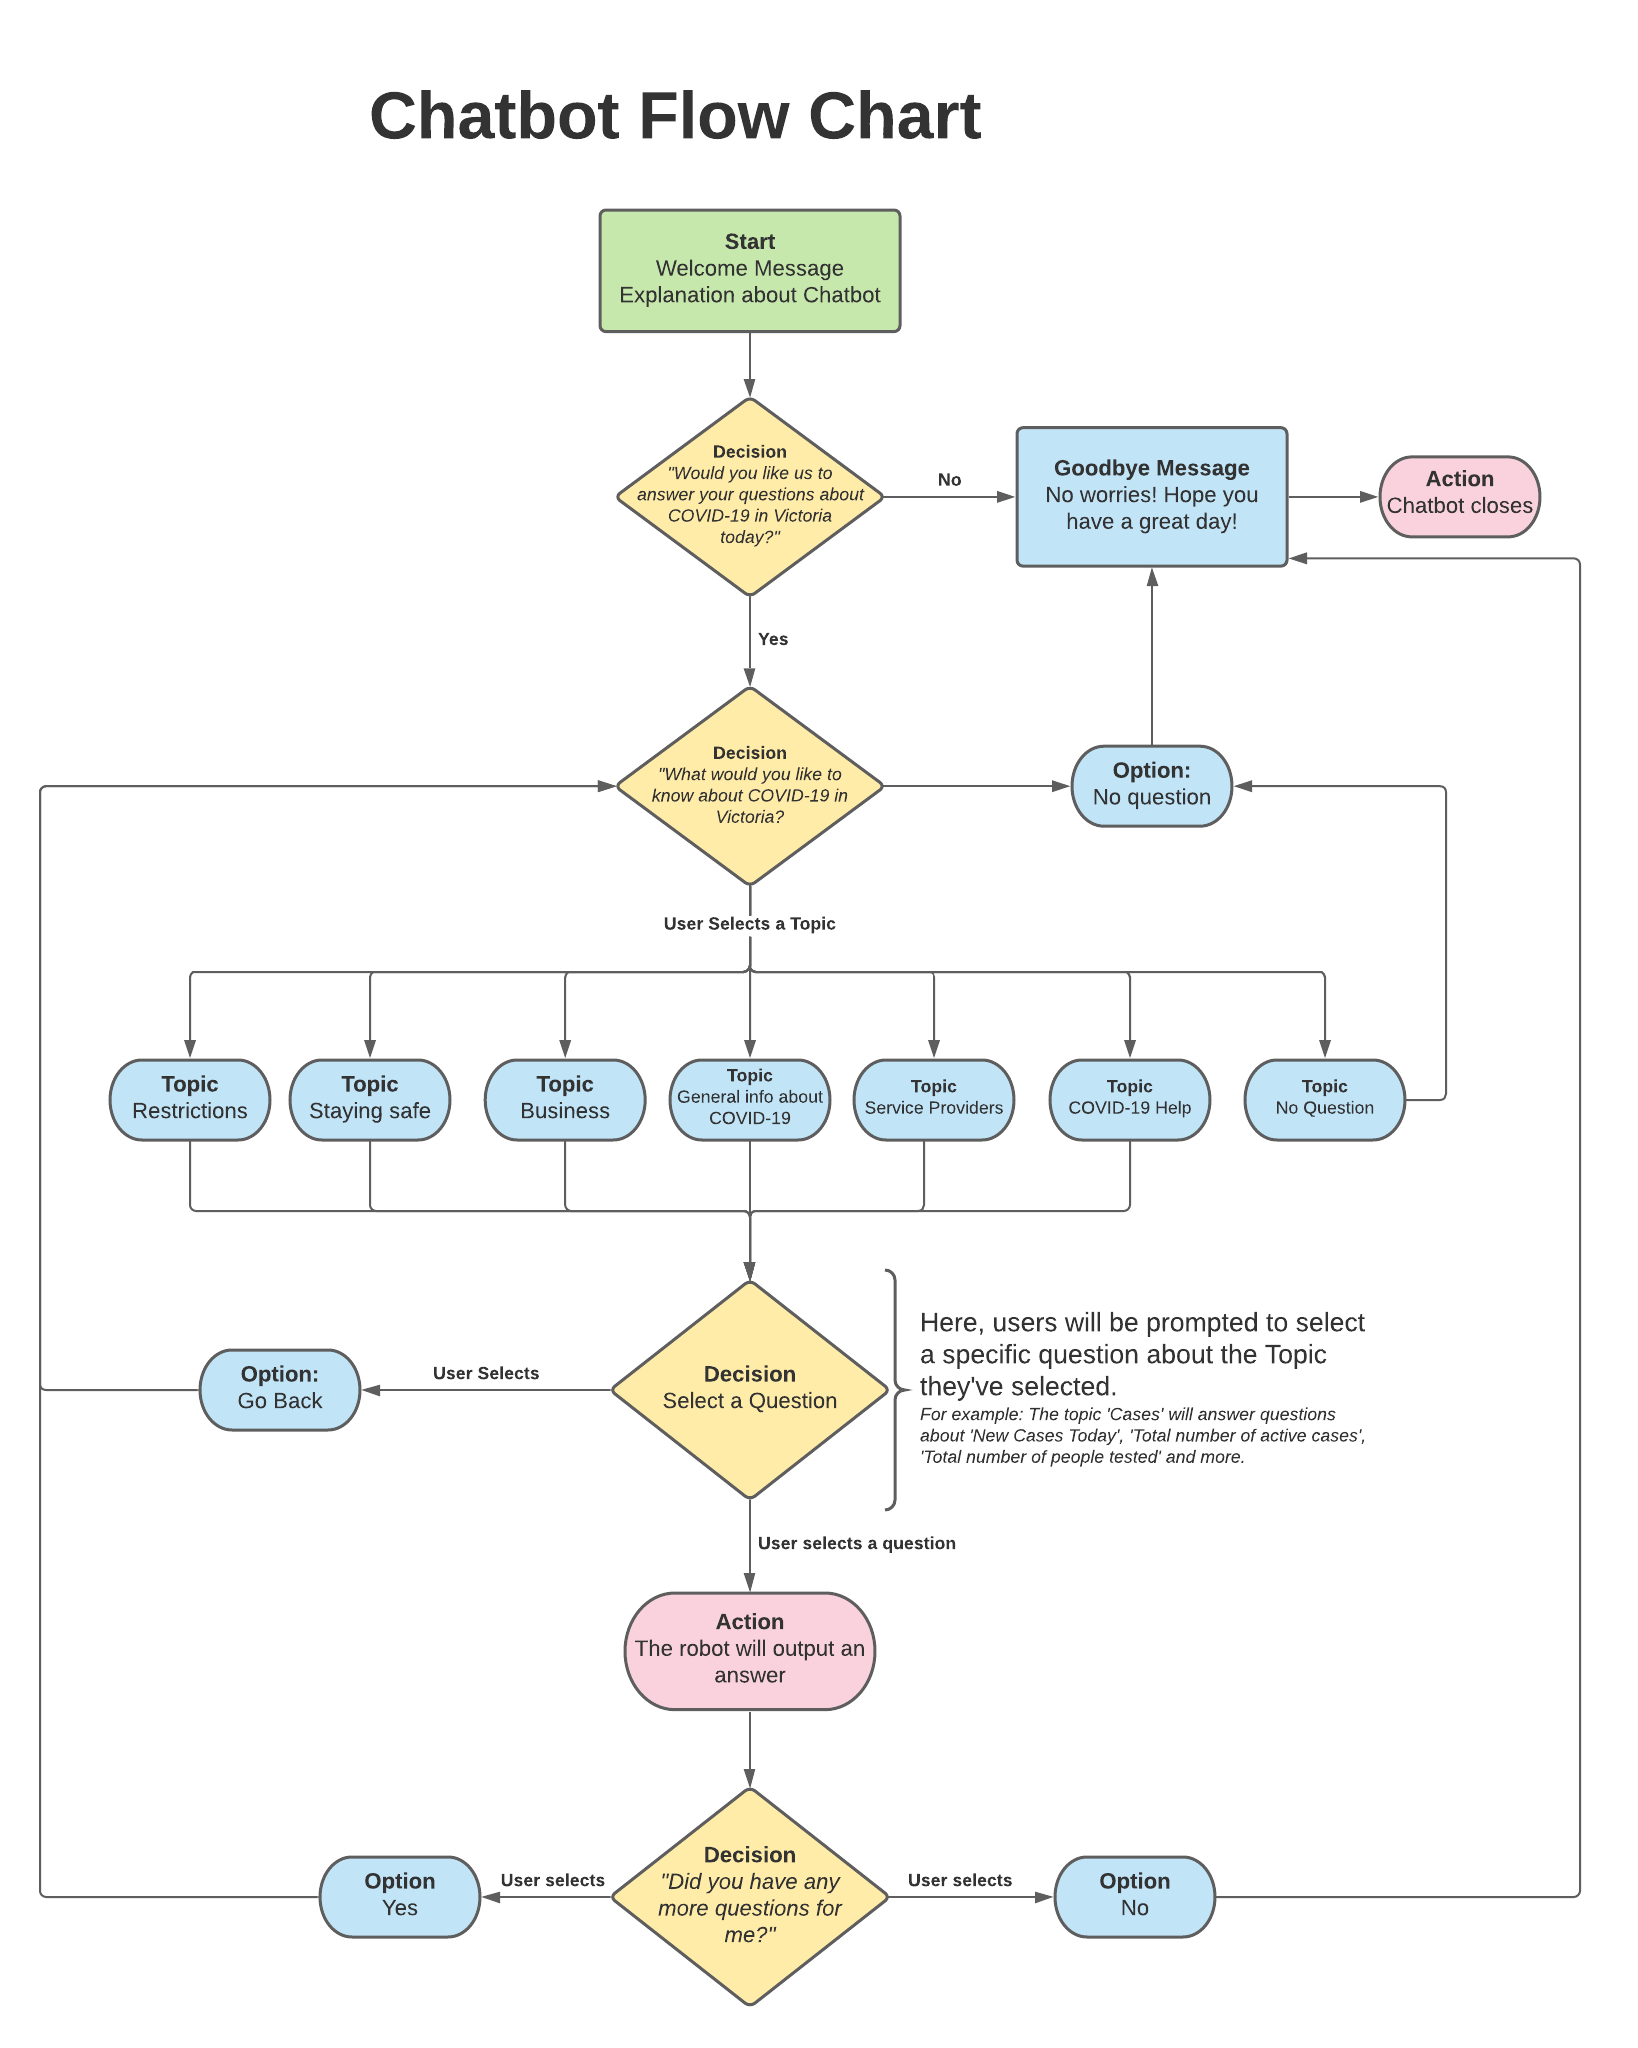 Chatbot Flow Chart
Start
Welcome Message
Explanation about Chatbot
Decision
"Would you like us to
answer your questions about
COVID-19 in Victoria
today?"
No
Goodbye Message
No worries! Hope you
have a great day!
Action
Chatbot closes
Yes
Decision
"What would you like to
know about COVID-19 in
Victoria?
Option:
No question
User Selects a Topic
Topic
Restrictions
Topic
Staying safe
Topic
Business
Topic
General info about
COVID-19
Topic
Service Providers
Topic
COVID-19 Help
Topic
No Question
Option:
Go Back
User Selects
Decision
Select a Question
Here, users will be prompted to select
a specific question about the Topic
they've selected.
For example: The topic 'Cases' will answer questions
about 'New Cases Today', 'Total number of active cases',
'Total number of people tested' and more.
User selects a question
Action
The robot will output an
answer
Option
Yes
User selects
Decision
"Did you have any
more questions for
me?"
User selects
Option
No